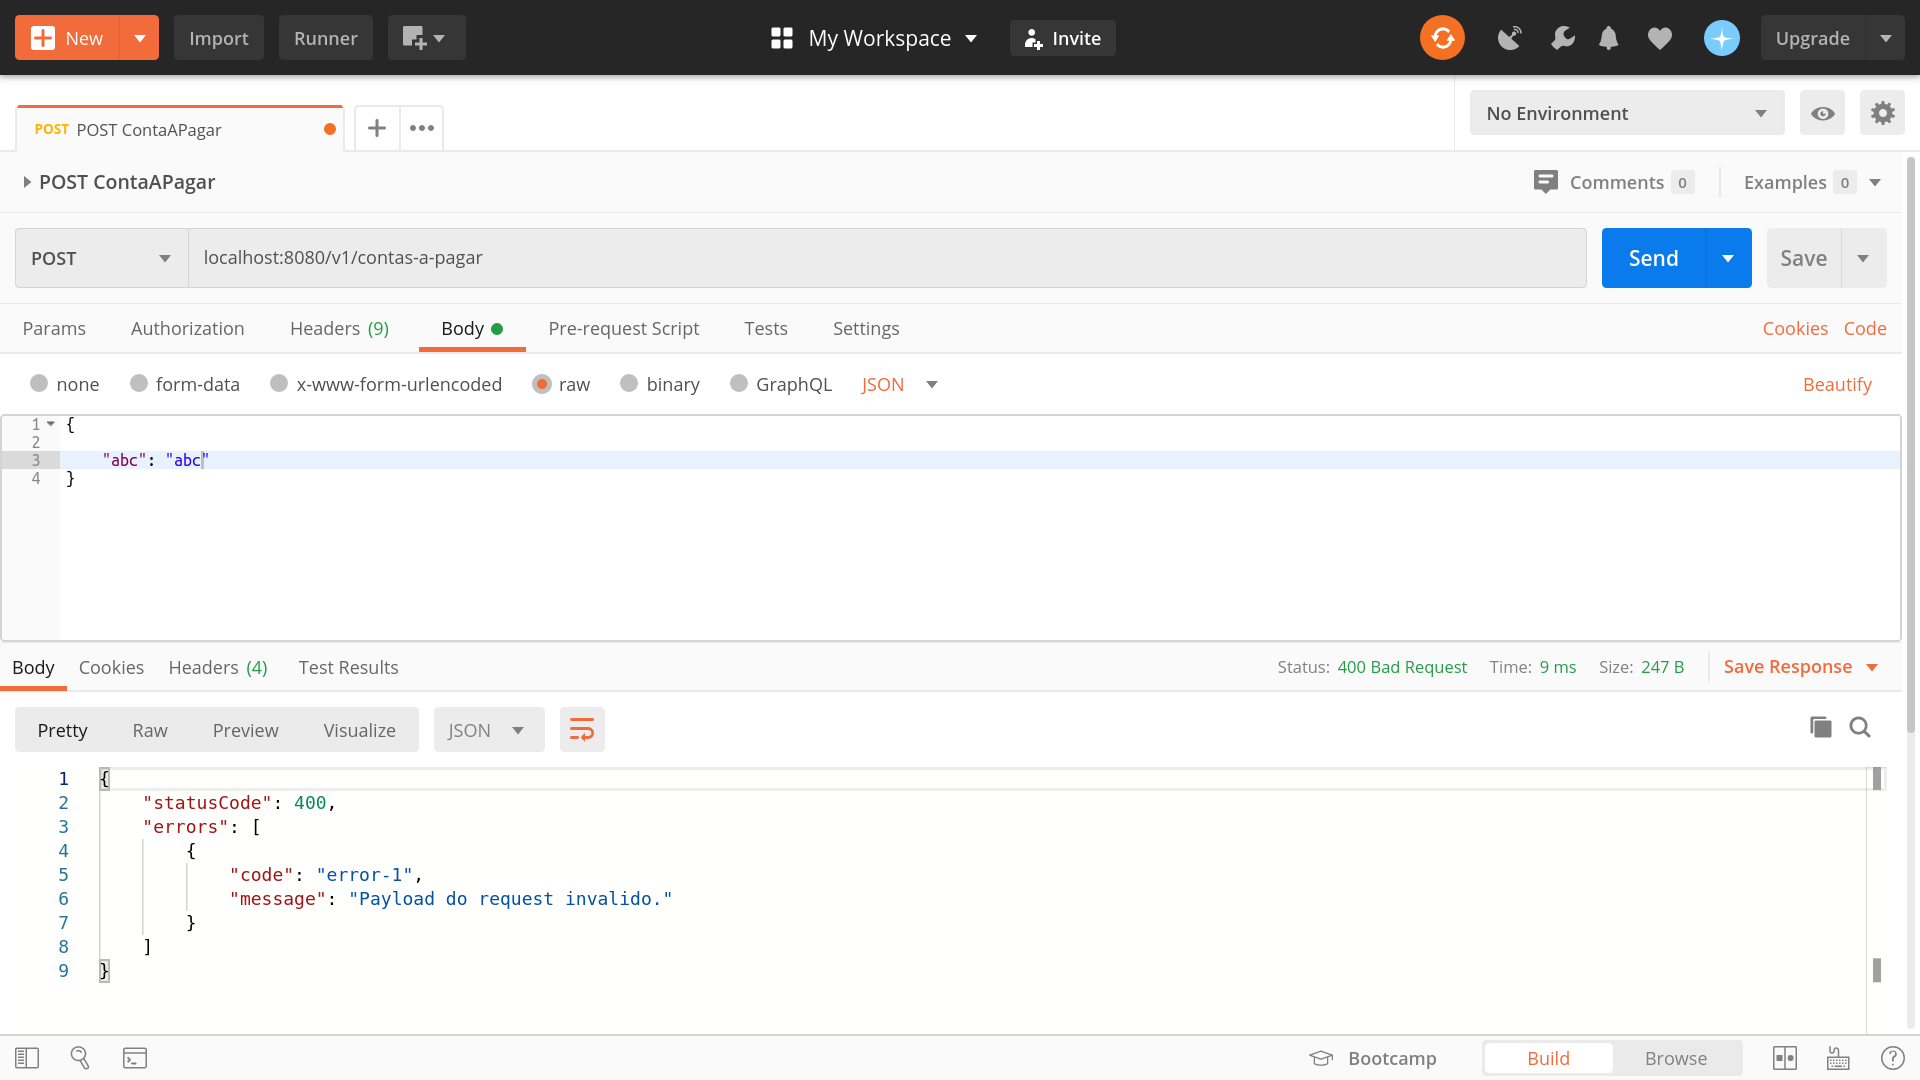 New
Import
Runner
My Workspace
Invite
Upgrade
POST POST ContaAPagar
No Environment
POST ContaAPagar
Comments 0
Examples 0
POST
localhost:8080/v1/contas-a-pagar
Send
Save
Params
Authorization
Headers (9)
Body
Pre-request Script
Tests
Settings
Cookies
Code
none
form-data
x-www-form-urlencoded
raw
binary
GraphQL
JSON
Beautify
1 {
2
3 "abc": "abc"
4 }
Body
Cookies
Headers (4)
Test Results
Status: 400 Bad Request
Time: 9 ms
Size: 247 B
Save Response
Pretty
Raw
Preview
Visualize
JSON
1 {
2 "statusCode": 400,
3 "errors": [
4 {
5 "code": "error-1",
6 "message": "Payload do request invalido."
7 }
8 ]
9 }
Bootcamp
Build
Browse